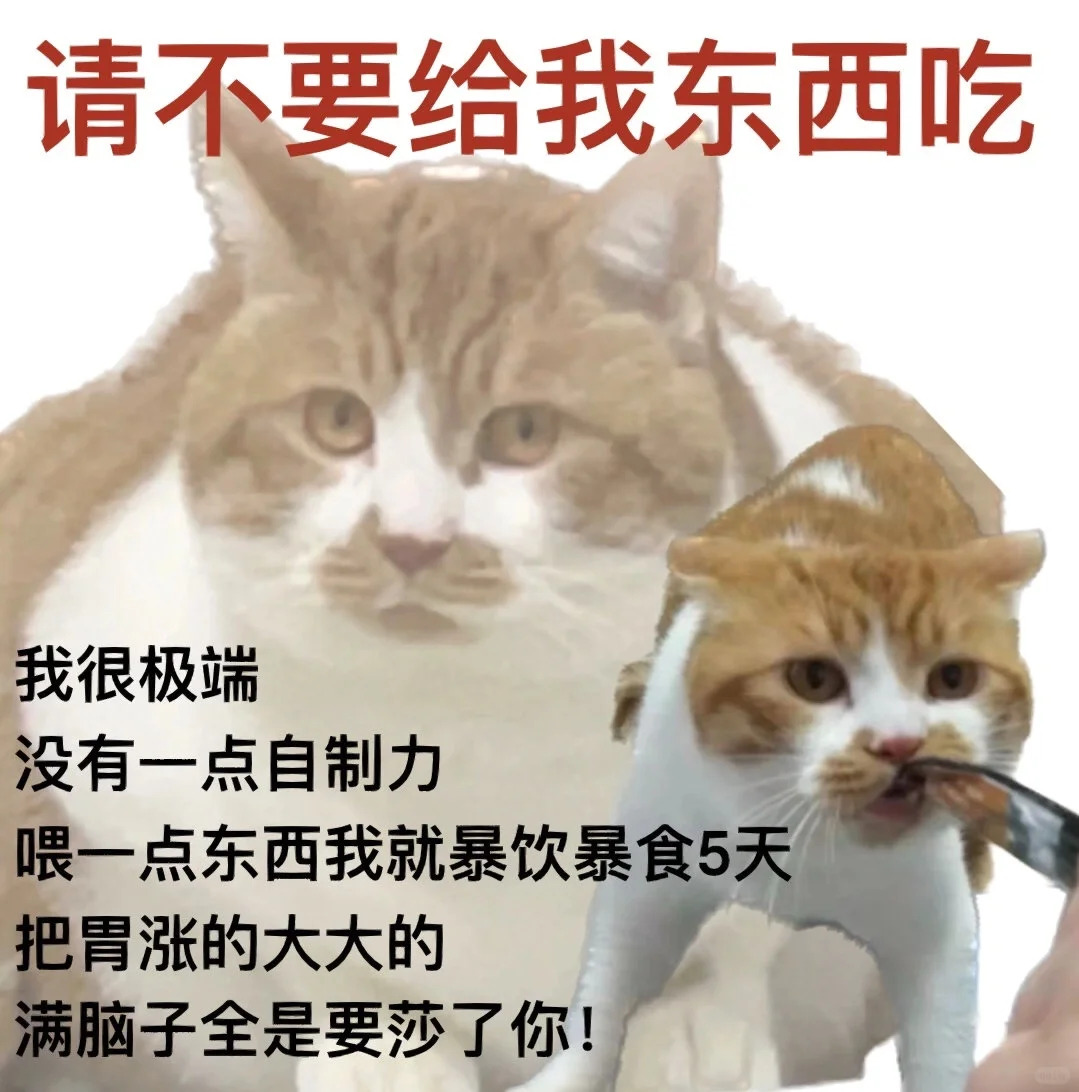 请不要给我东西吃
我很极端
没有一点自制力
喂一点东西我就暴饮暴食5天
把胃涨的大大的
满脑子全是要莎了你！